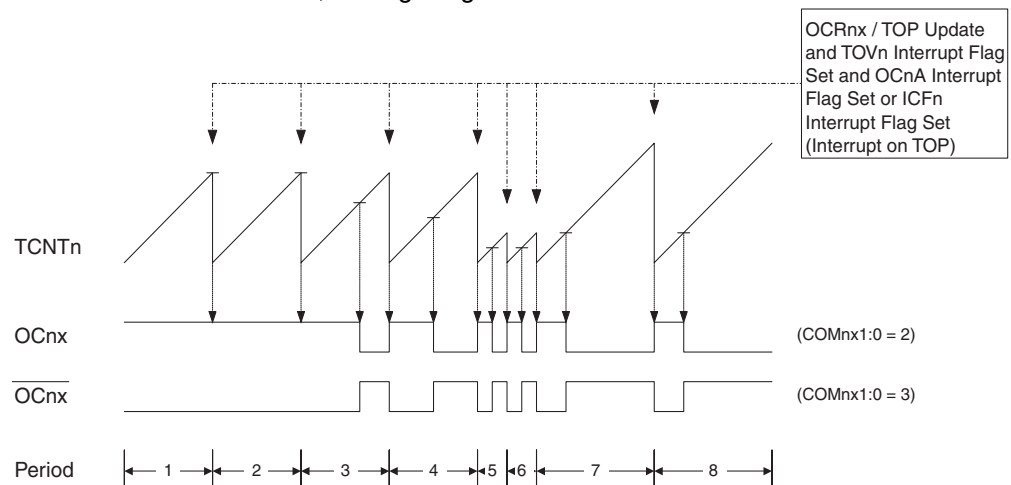 OCRnx / TOP Update
and TOVn Interrupt Flag
Set and OCnA Interrupt
Flag Set or ICFn
Interrupt Flag Set
(Interrupt on TOP)
TCNTn
OCnx
(COMnx1:0 = 2)
OCnx
(COMnx1:0 = 3)
Period 1 2 3 4 5 6 7 8